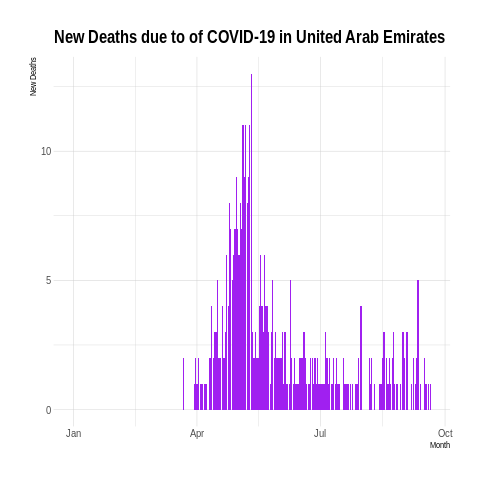 New Deaths due to of COVID-19 in United Arab Emirates
New Deaths
10
5
0
Jan
Apr
Jul
Oct
Month